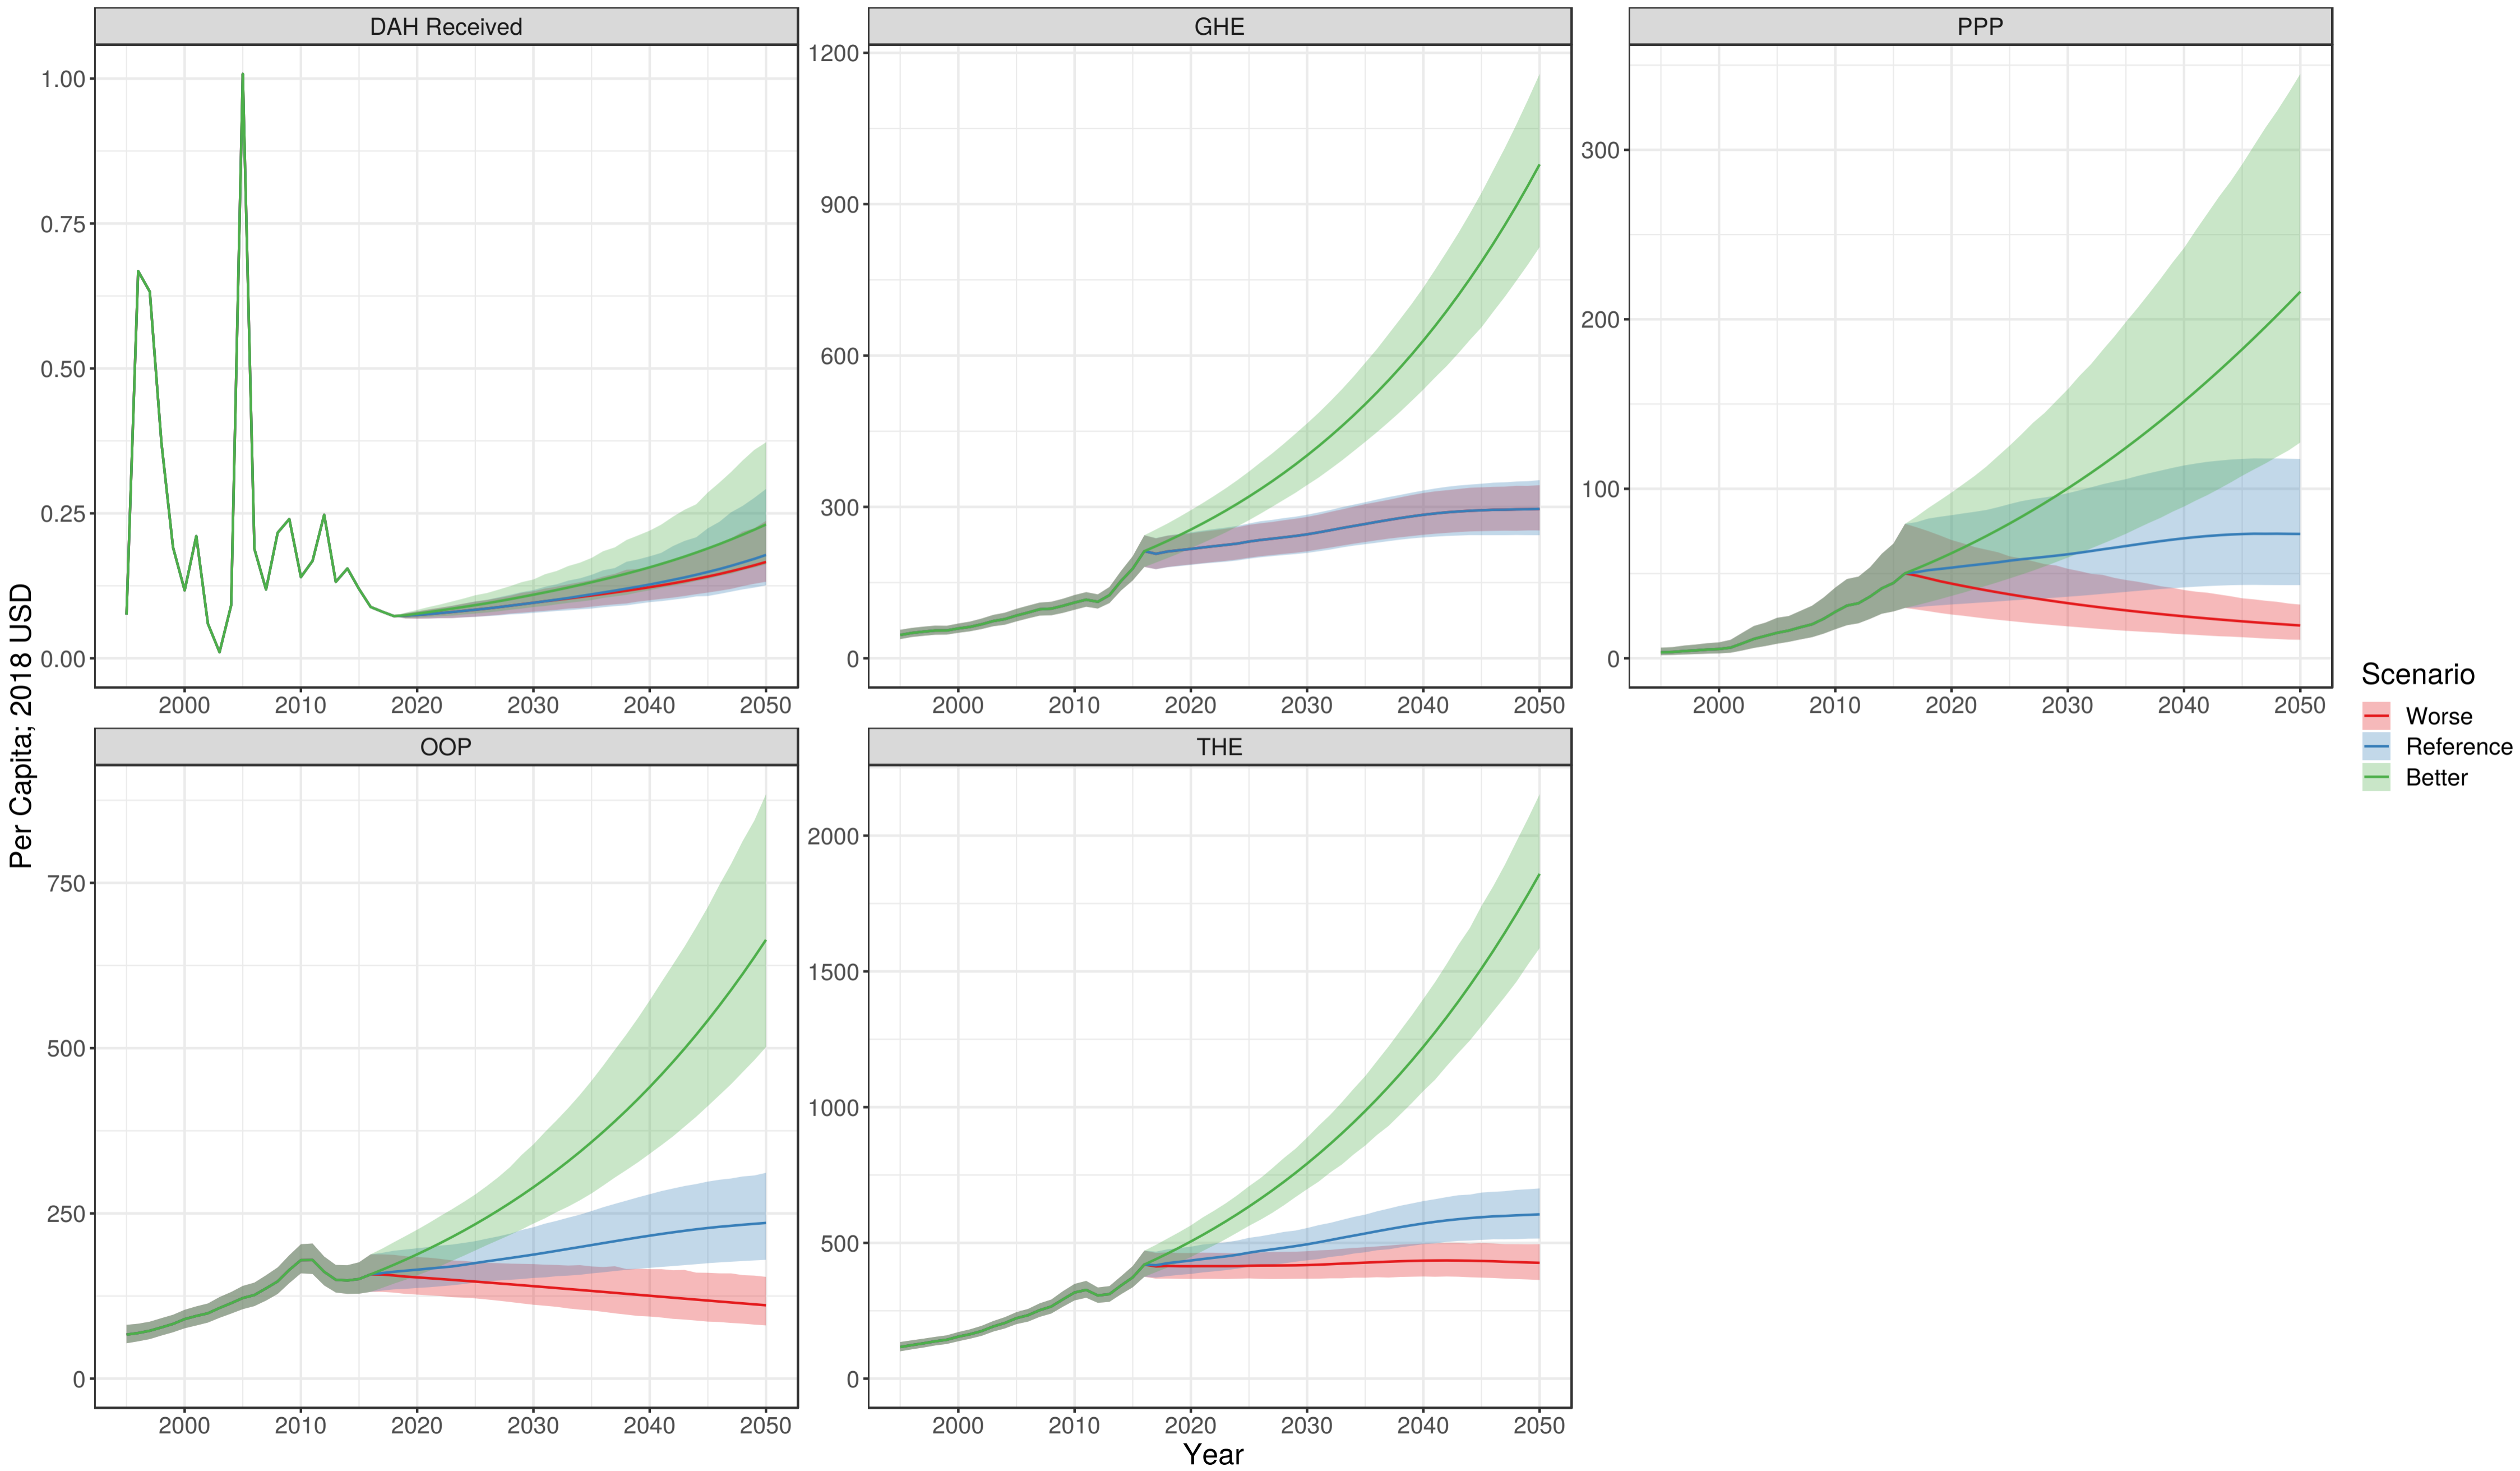 DAH Received
GHE
PPP
1.00
0.75
0.50
0.25
0.00
2000 2010 2020 2030 2040 2050
1200
900
600
300
0
2000 2010 2020 2030 2040 2050
300
200
100
0
2000 2010 2020 2030 2040 2050
Per Capita; 2018 USD
OOP
THE
750
500
250
0
2000 2010 2020 2030 2040 2050
2000
1500
1000
500
0
2000 2010 2020 2030 2040 2050
Year
Scenario
Worse
Reference
Better